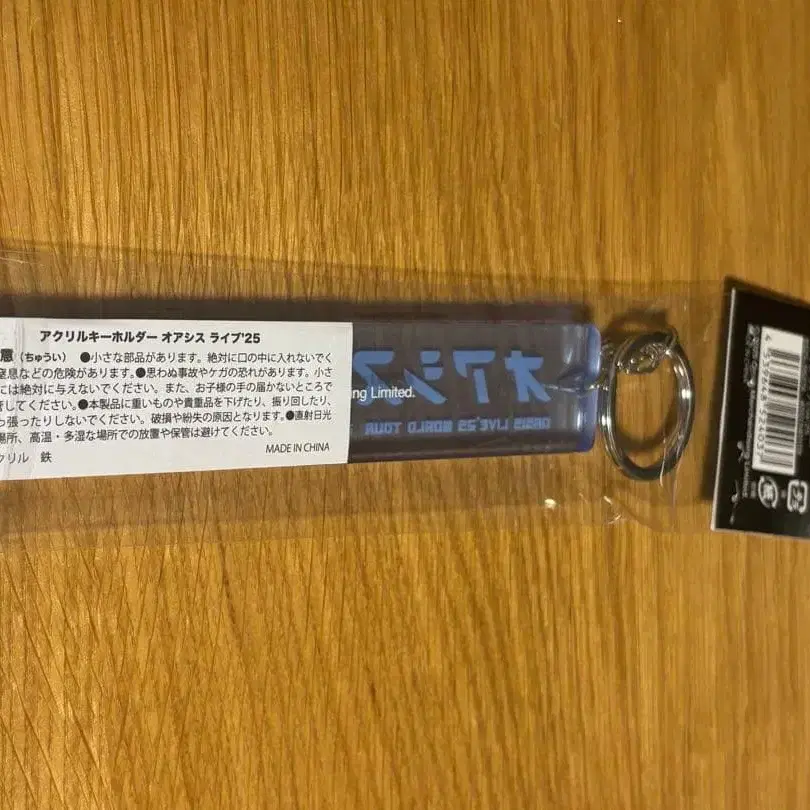 アクリルキーホルダー オアシス ライブ'25
意(ちゅうい) ●小さな部品があります。絶対に口の中に入れないでく
窒息などの危険があります。●思わぬ事故やケガの恐れがあります。小さ
には絶対に与えないでください。また、お子様の手の届かないところで
してください。●本製品に重いものや貴重品を下げたり、振り回したり、
っ張ったりしないでください。破損や紛失の原因となります。●直射日光
場所、高温・多湿な場所での放置や保管は避けてください。
クリル 鉄
MADE IN CHINA
ing Limited.
オアシス
OASIS LIVE'25 WORLD TOUR